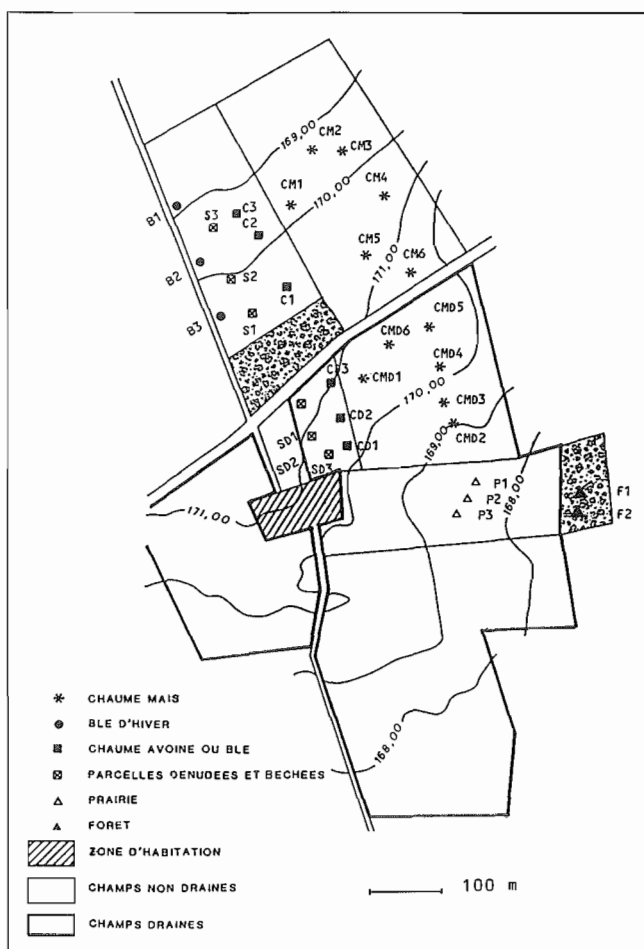 169,00
CM2
CM3
170,00
CM1
CM4
B1
C3
S3
C2
CM5
171,00
CM6
B2
S2
C1
B3
S1
CMD5
CMD6
CMD4
CD3
CMD1
170,00
CMD3
CD2
SD1
169,00
CMD2
CD1
SD2
SD3
P1
P2
P3
168,00
F1
F2
171,00
168,00
CHAUME MAIS
BLE D'HIVER
CHAUME AVOINE OU BLE
PARCELLES DENUDEES ET BECHEES
PRAIRIE
FORET
ZONE D'HABITATION
CHAMPS NON DRAINES
100 m
CHAMPS DRAINES